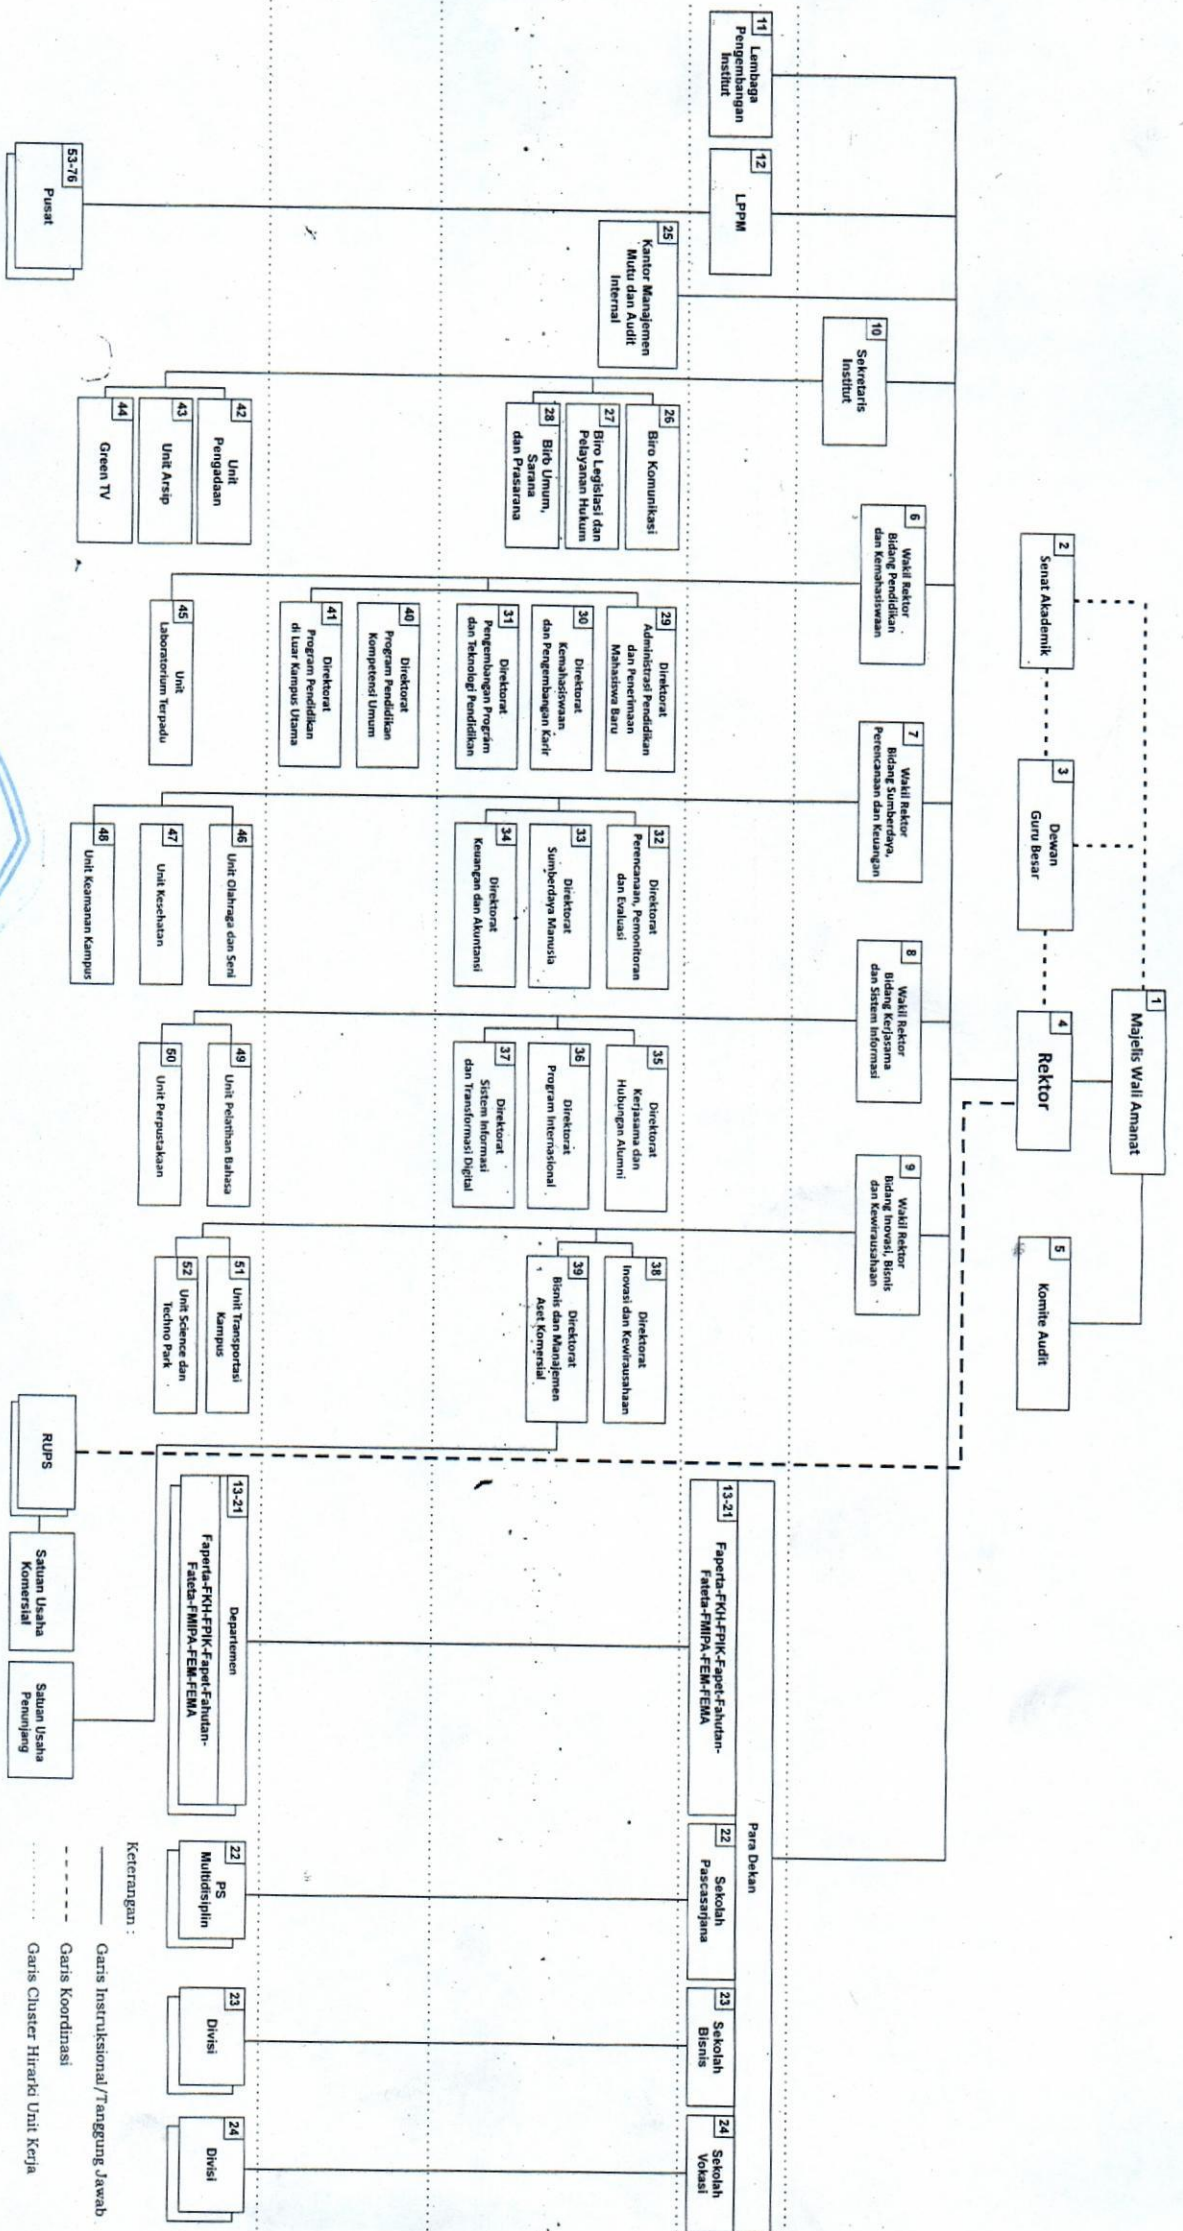 1
Majelis Wali Amanat
2
Senat Akademik
3
Dewan
Guru Besar
4
Rektor
5
Komite Audit
11
Lembaga
Pengembangan
Institut
12
LPPM
25
Kantor Manajemen
Mutu dan Audit
Internal
10
Sekretaris
Institut
6
Wakil Rektor
Bidang Pendidikan
dan Kemahasiswaan
7
Wakil Rektor
Bidang Sumberdaya,
Perencanaan dan Keuangan
8
Wakil Rektor
Bidang Kerjasama
dan Sistem Informasi
9
Wakil Rektor
Bidang Inovasi, Bisnis
dan Kewirausahaan
Para Dekan
13-21
Faperta-FKH-FPIK-Fapet-Fahutan-
Fateta-FMIPA-FEM-FEMA
22
Sekolah
Pascasarjana
23
Sekolah
Bisnis
24
Sekolah
Vokasi
26
Biro Komunikasi
27
Biro Legislasi dan
Pelayanan Hukum
28
Biro Umum,
Sarana
dan Prasarana
29
Direktorat
Administrasi Pendidikan
dan Penerimaan
Mahasiswa Baru
30
Direktorat
Kemahasiswaan
dan Pengembangan Karir
31
Direktorat
Pengembangan Program
dan Teknologi Pendidikan
32
Direktorat
Perencanaan, Pemonitoran
dan Evaluasi
33
Direktorat
Sumberdaya Manusia
34
Direktorat
Keuangan dan Akuntansi
35
Direktorat
Kerjasama dan
Hubungan Alumni
36
Direktorat
Program Internasional
37
Direktorat
Sistem Informasi
dan Transformasi Digital
38
Direktorat
Inovasi dan Kewirausahaan
39
Direktorat
Bisnis dan Manajemen
Aset Komersial
40
Direktorat
Program Pendidikan
Kompetensi Umum
41
Direktorat
Program Pendidikan
di Luar Kampus Utama
53-76
Pusat
42
Unit
Pengadaan
43
Unit Arsip
44
Green TV
45
Unit
Laboratorium Terpadu
46
Unit Olahraga dan Seni
47
Unit Kesehatan
48
Unit Keamanan Kampus
49
Unit Pelatihan Bahasa
50
Unit Perpustakaan
51
Unit Transportasi
Kampus
52
Unit Science dan
Techno Park
13-21
Departemen
Faperta-FKH-FPIK-Fapet-Fahutan-
Fateta-FMIPA-FEM-FEMA
22
PS
Multidisiplin
23
Divisi
24
Divisi
RUPS
Satuan Usaha
Komersial
Satuan Usaha
Penunjang
Keterangan :
Garis Instruksional/Tanggung Jawab
Garis Koordinasi
Garis Cluster Hirarki Unit Kerja